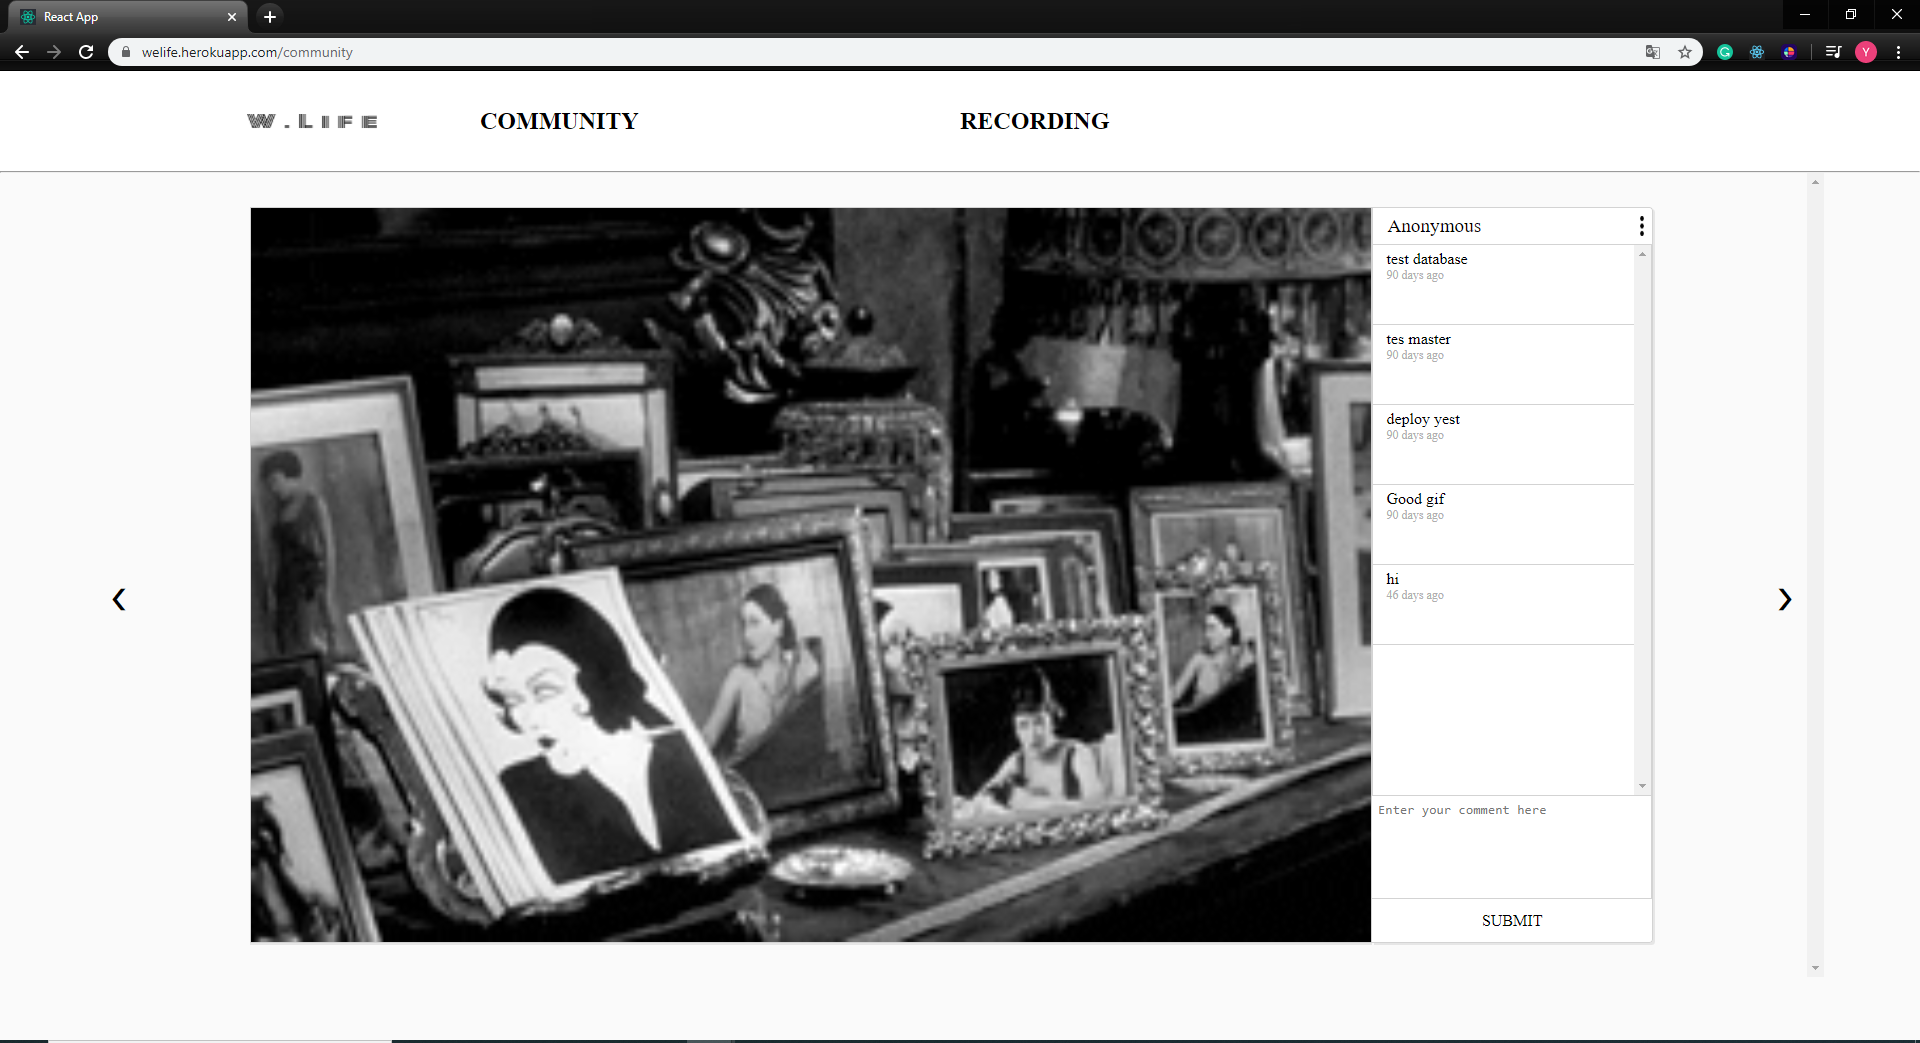 React App
welife.herokuapp.com/community
Y
W.LIFE
COMMUNITY
RECORDING
Anonymous
test database
90 days ago
tes master
90 days ago
deploy yest
90 days ago
Good gif
90 days ago
hi
46 days ago
Enter your comment here
SUBMIT